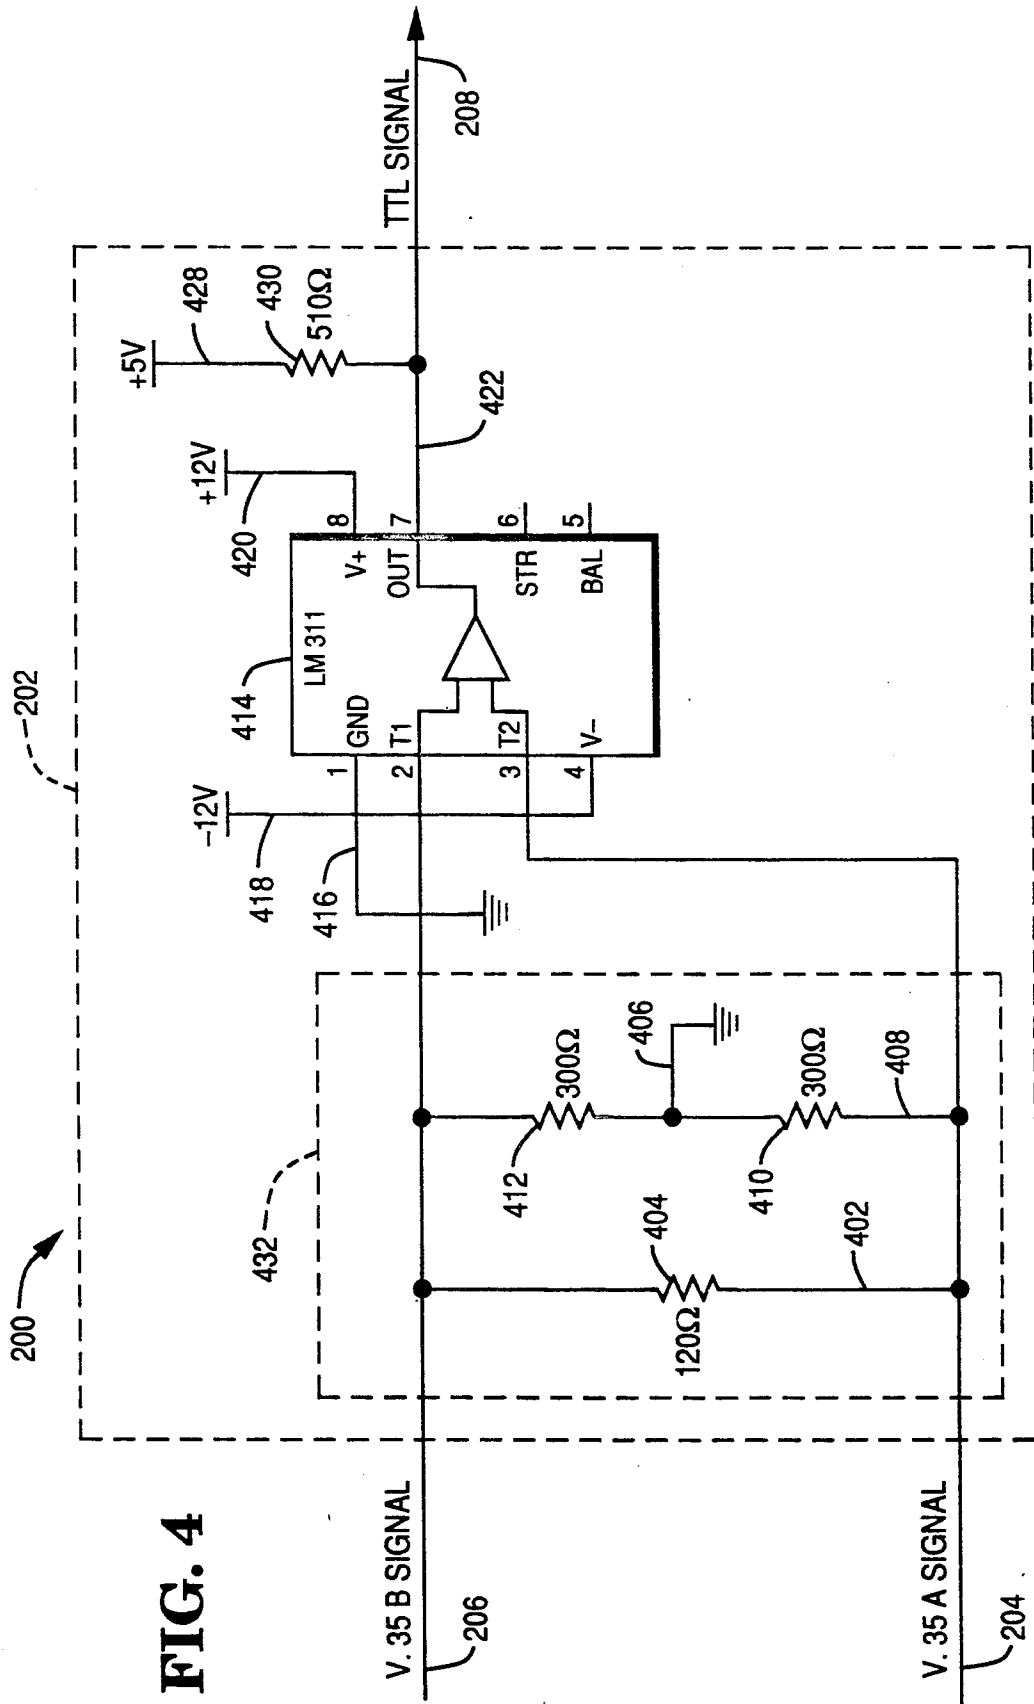 FIG. 4
200
202
V. 35 B SIGNAL
206
V. 35 A SIGNAL
204
432
120Ω
404
402
412
300Ω
406
410
300Ω
408
416
418
–12V
414
LM 311
1
GND
2
T1
3
T2
4
V–
8
V+
7
OUT
6
STR
5
BAL
420
+12V
422
+5V
428
430
510Ω
TTL SIGNAL
208